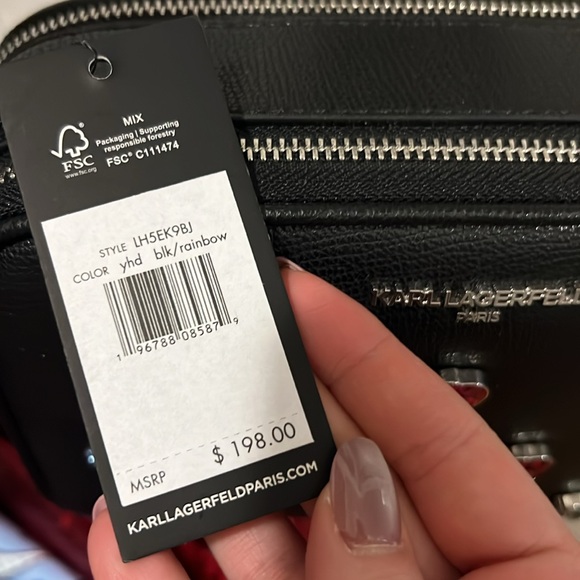 MIX
Packaging | Supporting
responsible forestry
FSC® C111474
FSC
www.fsc.org
STYLE LH5EK9BJ
COLOR yhd blk/rainbow
1 96788 08587 9
$ 198.00
MSRP
KARLLAGERFELDPARIS.COM
KARL LAGERFELD
PARIS